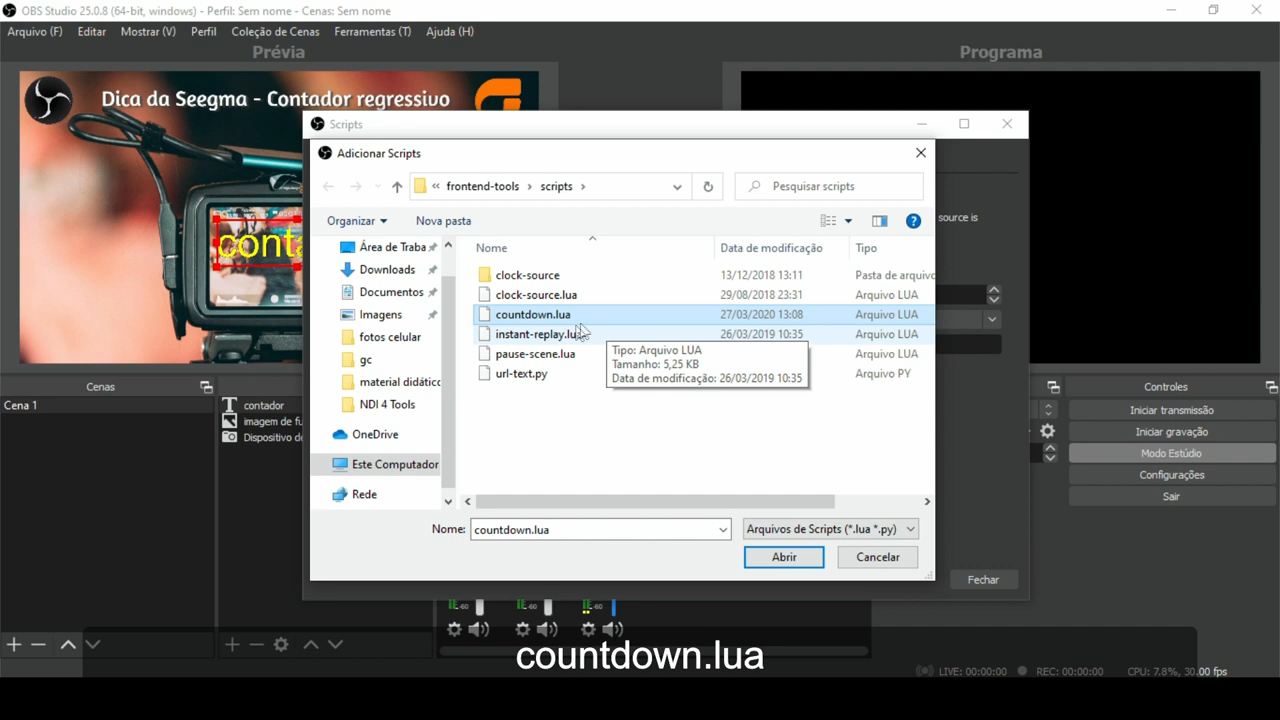 OBS Studio 25.0.8 (64-bit, windows) - Perfil: Sem nome - Cenas: Sem nome
Arquivo (F) Editar Mostrar (V) Perfil Coleção de Cenas Ferramentas (T) Ajuda (H)
Prévia
Programa
Dica da Seegma - Contador regressivo
Scripts
Adicionar Scripts
« frontend-tools › scripts ›
Pesquisar scripts
Organizar
Nova pasta
source is
Área de Traba
Downloads
Documentos
Imagens
fotos celular
gc
material didátic
NDI 4 Tools
OneDrive
Este Computador
Rede
Nome Data de modificação Tipo
clock-source 13/12/2018 13:11 Pasta de arquivo
clock-source.lua 29/08/2018 23:31 Arquivo LUA
countdown.lua 27/03/2020 13:08 Arquivo LUA
instant-replay.lu 26/03/2019 10:35 Arquivo LUA
pause-scene.lua Arquivo LUA
url-text.py Arquivo PY
Tipo: Arquivo LUA
Tamanho: 5,25 KB
Data de modificação: 26/03/2019 10:35
conta
Nome: countdown.lua
Arquivos de Scripts (*.lua *.py)
Abrir
Cancelar
Fechar
Cenas
Cena 1
contador
imagem de fu
Dispositivo d
Controles
Iniciar transmissão
Iniciar gravação
Modo Estúdio
Configurações
Sair
-60 -60 -60
countdown.lua
LIVE: 00:00:00 REC: 00:00:00 CPU: 7.8%, 30.00 fps